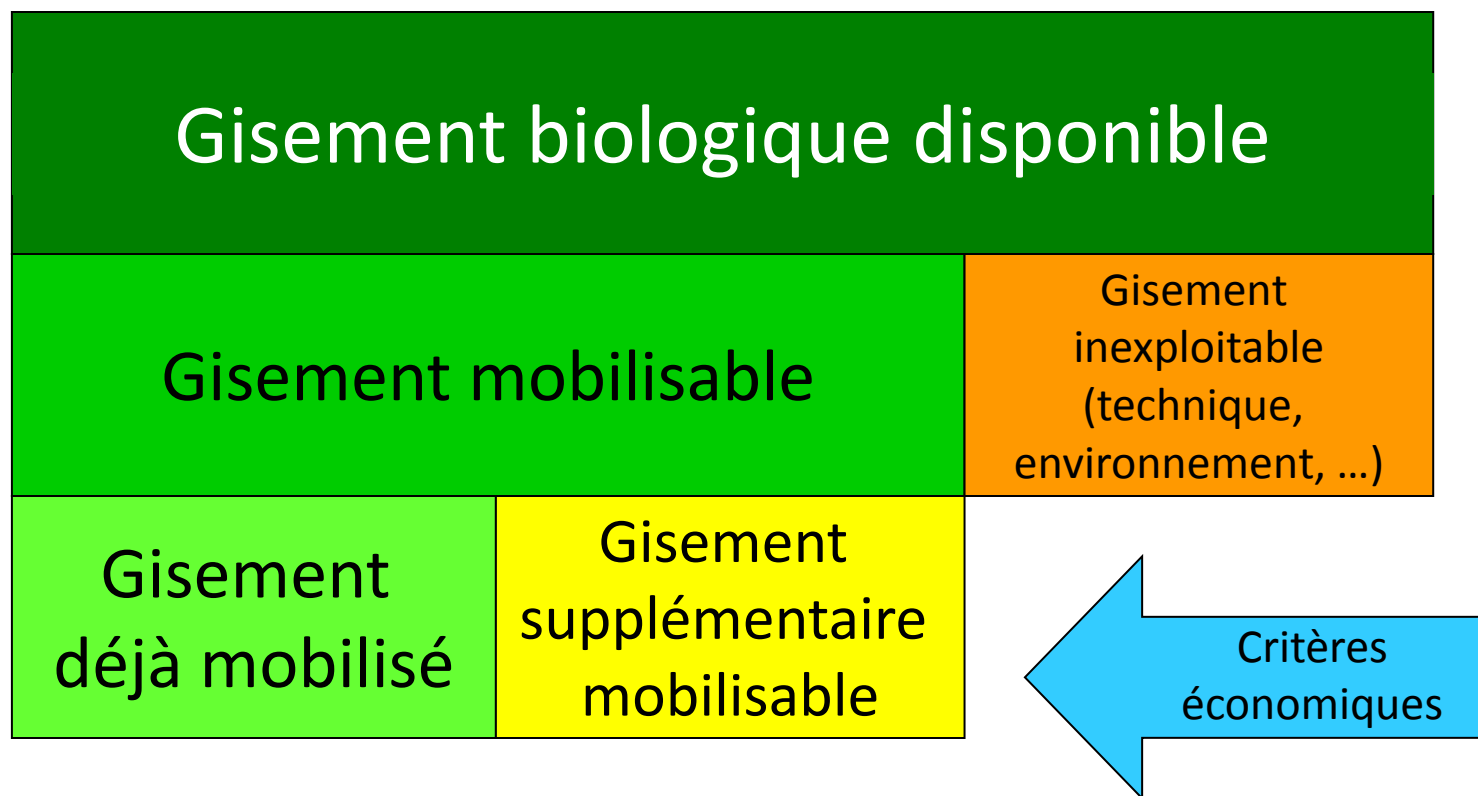 Gisement biologique disponible
Gisement mobilisable
Gisement
inexploitable
(technique,
environnement, ...)
Gisement
déjà mobilisé
Gisement
supplémentaire
mobilisable
Critères
économiques